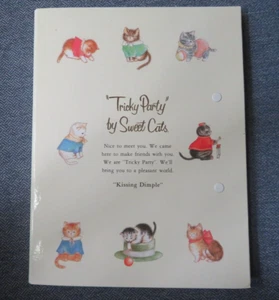 "Tricky Party"
by Sweet Cats.
Nice to meet you. We came
here to make friends with you.
We are "Tricky Party". We'll
bring you to a pleasant world.
"Kissing Dimple"